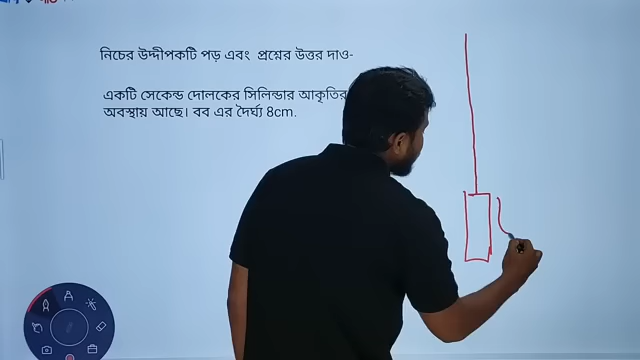 নিচের উদ্দীপকটি পড় এবং প্রশ্নের উত্তর দাও-
একটি সেকেন্ড দোলকের সিলিন্ডার আকৃতির
অবস্থায় আছে। বব এর দৈর্ঘ্য 8cm.